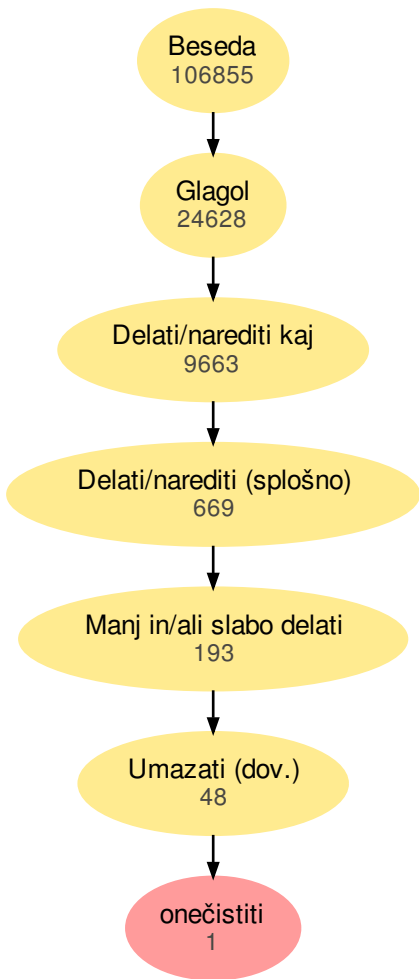 Beseda
106855
Glagol
24628
Delati/narediti kaj
9663
Delati/narediti (splošno)
669
Manj in/ali slabo delati
193
Umazati (dov.)
48
onečistiti
1